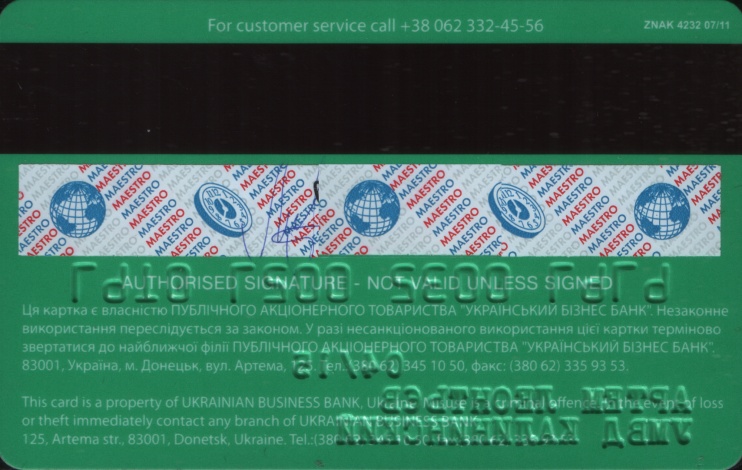 For customer service call +38 062 332-45-56
ZNAK 4232 07/11
MAESTRO MAESTRO MAESTRO MAESTRO
AUTHORISED SIGNATURE - NOT VALID UNLESS SIGNED
Ця картка є власністю ПУБЛІЧНОГО АКЦІОНЕРНОГО ТОВАРИСТВА "УКРАЇНСЬКИЙ БІЗНЕС БАНК". Незаконне
використання переслідується за законом. У разі несанкціонованого використання цієї картки терміново
звертатися до найближчої філії ПУБЛІЧНОГО АКЦІОНЕРНОГО ТОВАРИСТВА "УКРАЇНСЬКИЙ БІЗНЕС БАНК".
83001, Україна, м. Донецьк, вул. Артема, 125. Тел.: (380 62) 345 10 50, факс: (380 62) 335 93 53.
This card is a property of UKRAINIAN BUSINESS BANK, Ukraine. Misuse is a criminal offence. In the event of loss
or theft immediately contact any branch of UKRAINIAN BUSINESS BANK
125, Artema str., 83001, Donetsk, Ukraine. Tel.:(380